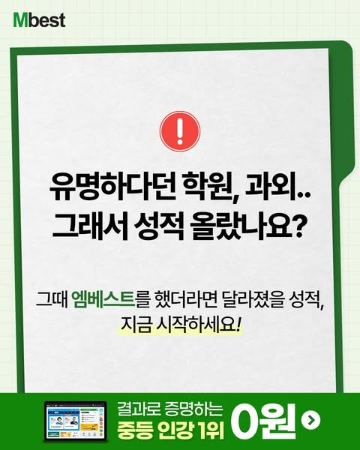 Mbest
유명하다던 학원, 과외..
그래서 성적 올랐나요?
그때 엠베스트를 했더라면 달라졌을 성적,
지금 시작하세요!
결과로 증명하는
중등 인강 1위
0원